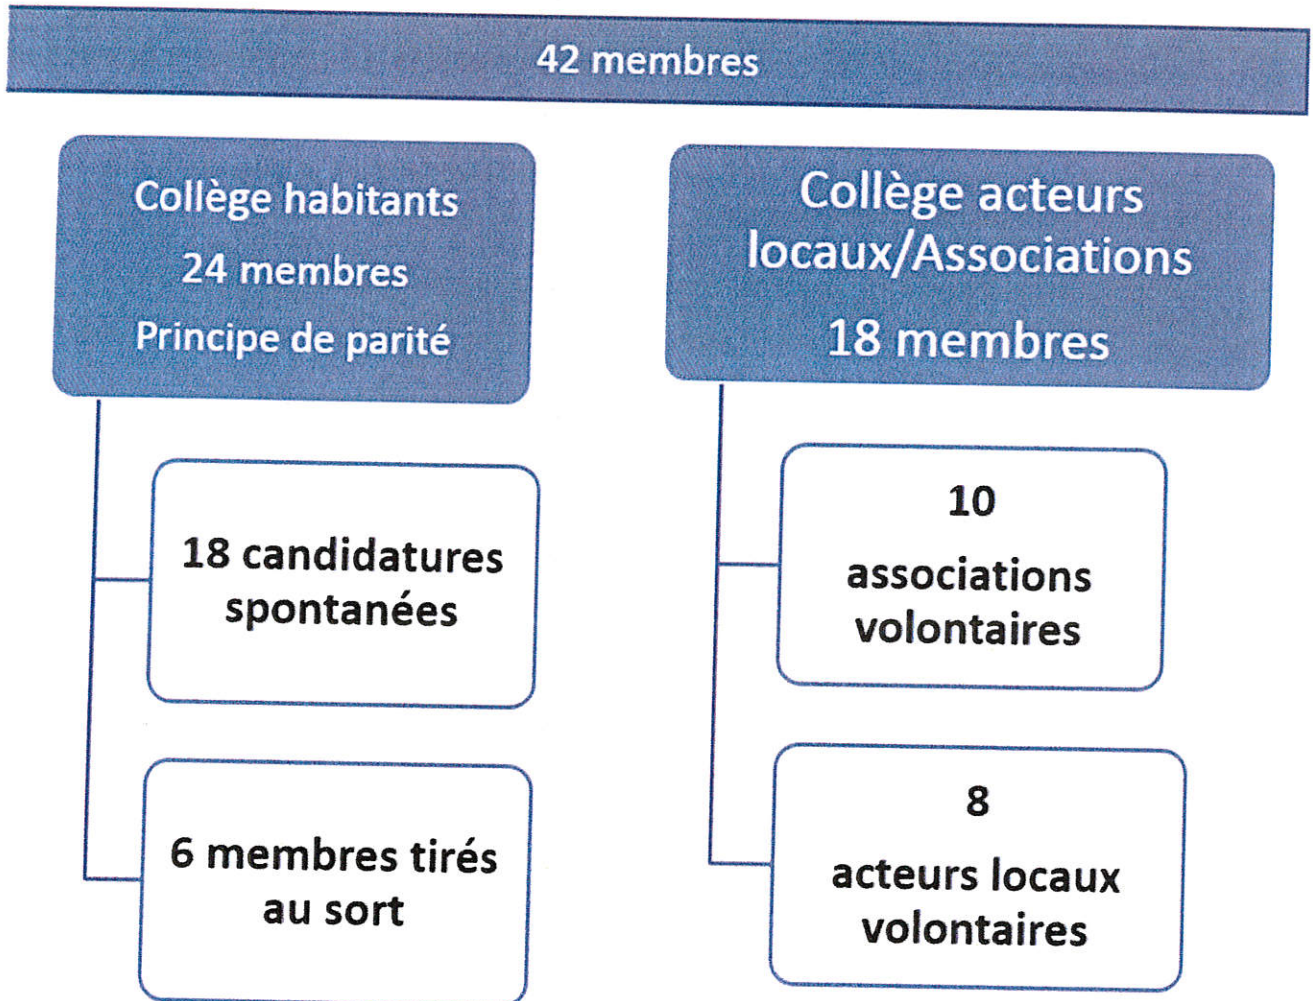 42 membres
Collège habitants
24 membres
Principe de parité
18 candidatures
spontanées
6 membres tirés
au sort
Collège acteurs
locaux/Associations
18 membres
10
associations
volontaires
8
acteurs locaux
volontaires